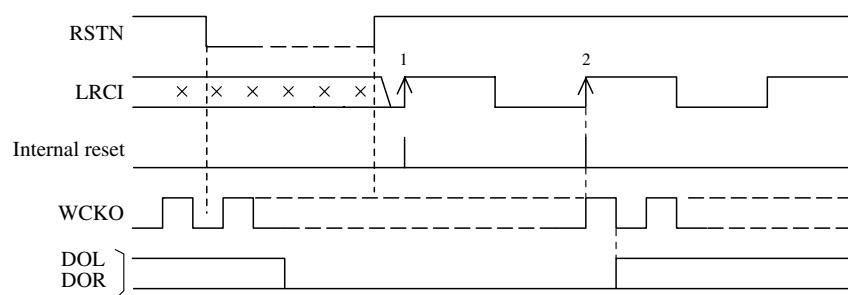 RSTN
1
2
LRCI
Internal reset
WCKO
DOL
DOR